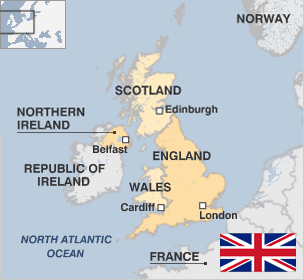 NORWAY
SCOTLAND
Edinburgh
NORTHERN
IRELAND
Belfast
ENGLAND
REPUBLIC OF
IRELAND
WALES
Cardiff
London
NORTH ATLANTIC
OCEAN
FRANCE